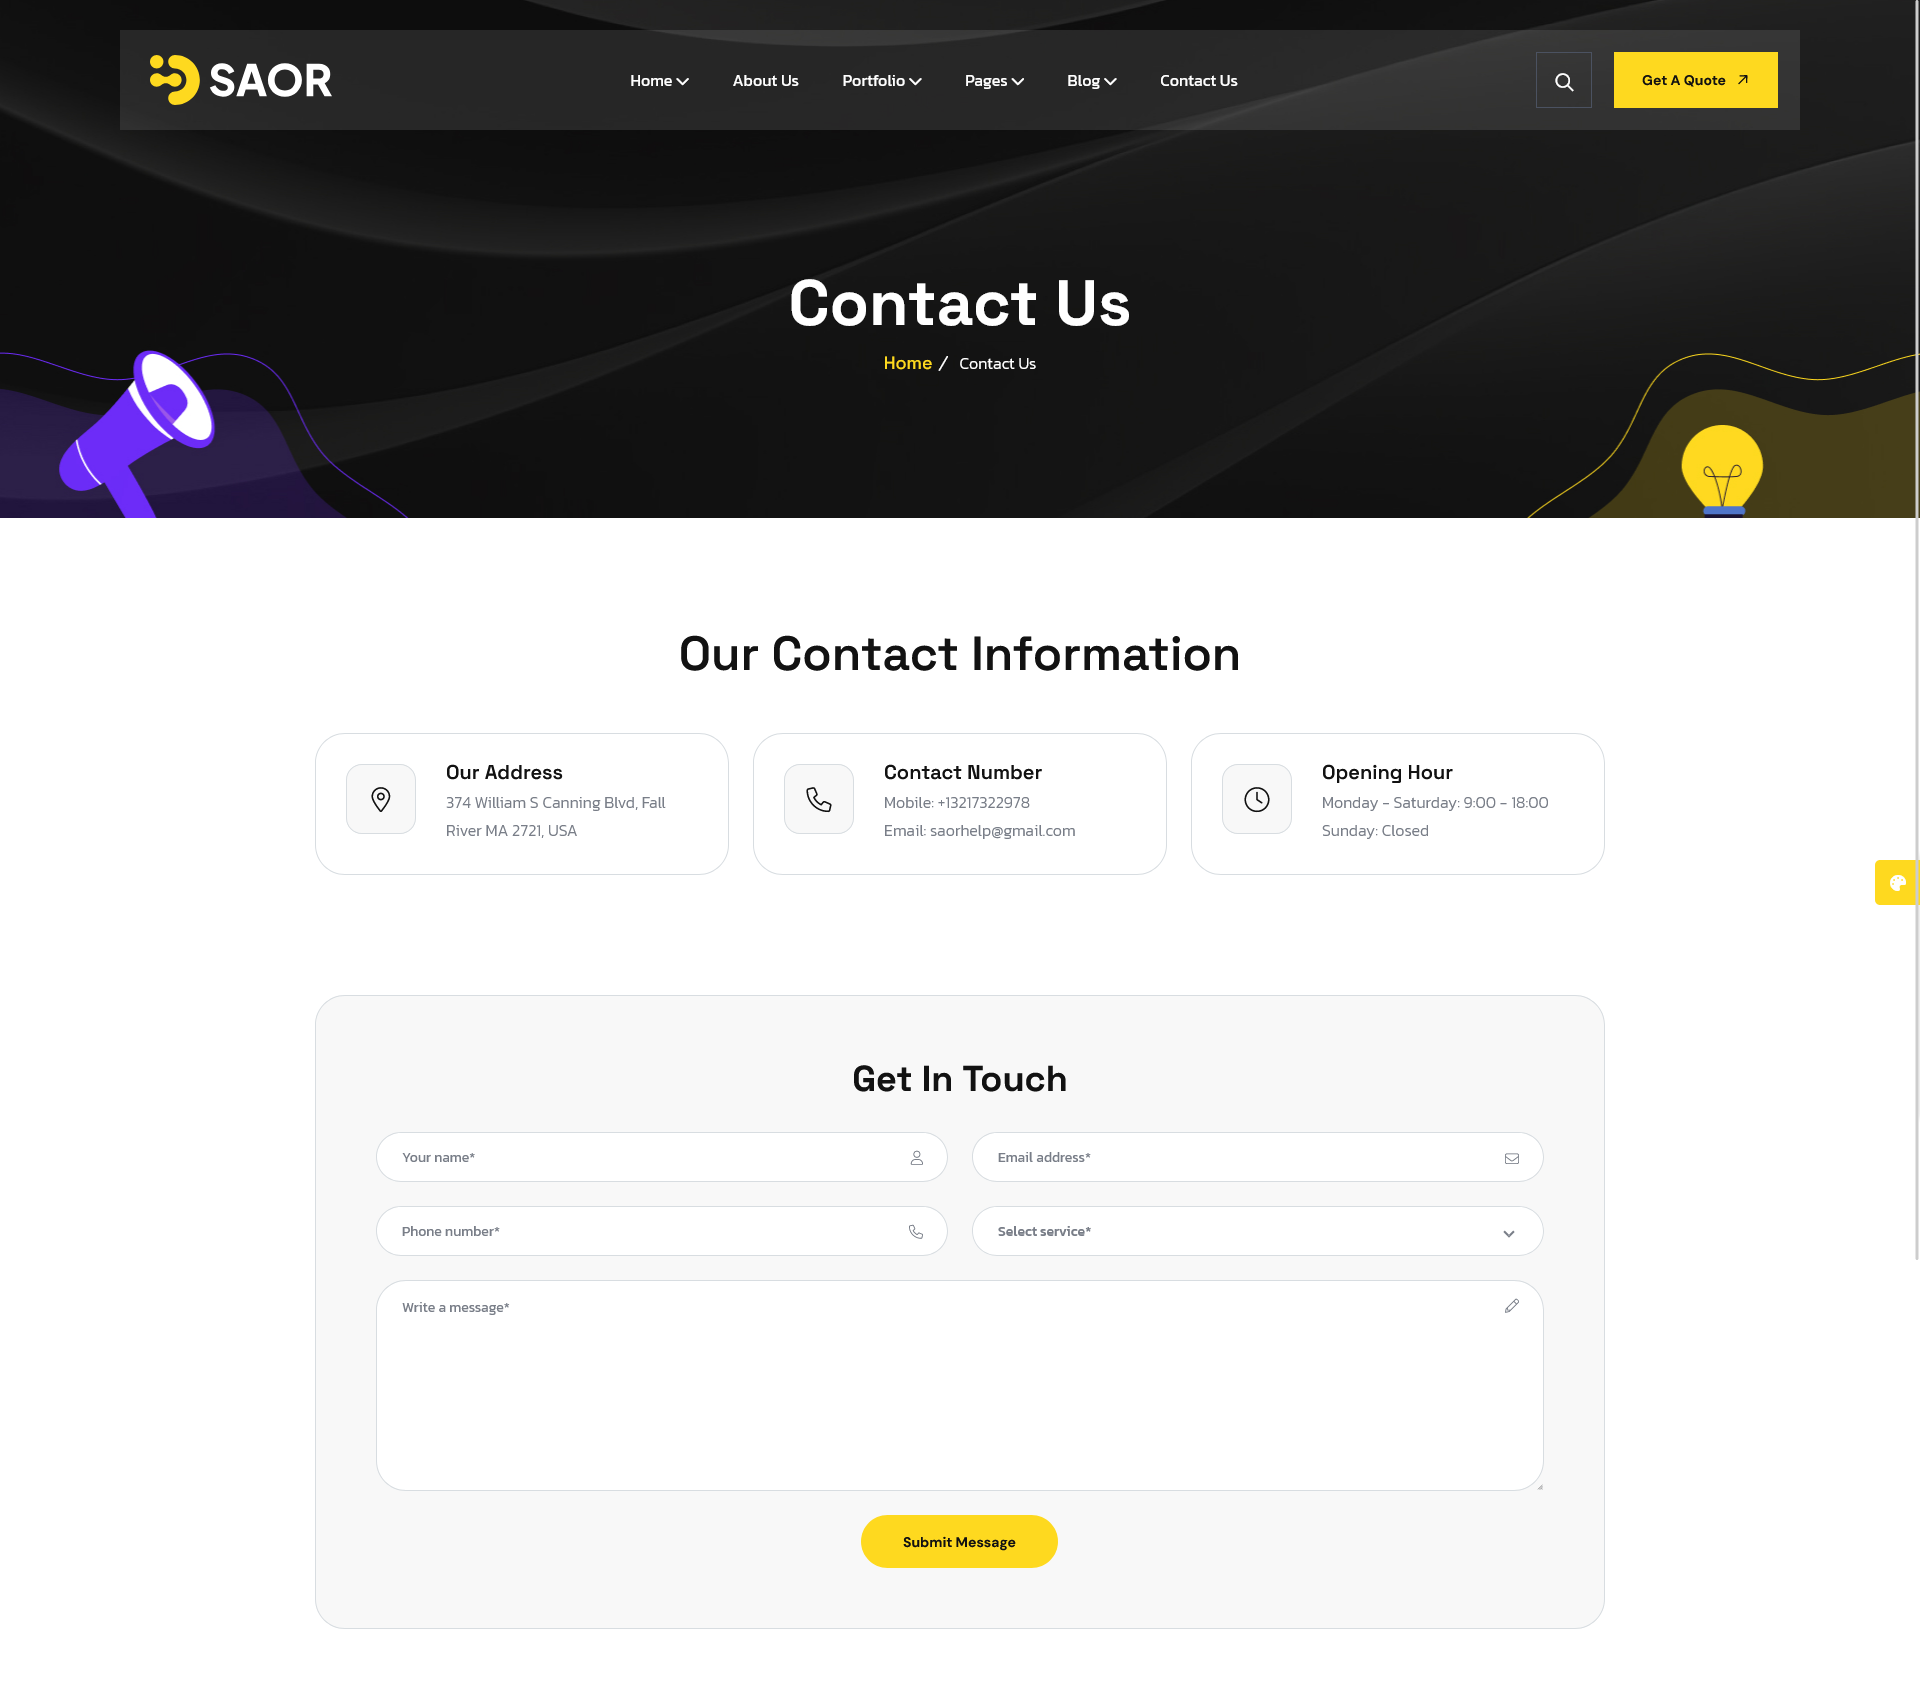 SAOR
Home
About Us
Portfolio
Pages
Blog
Contact Us
Get A Quote
Contact Us
Home / Contact Us
Our Contact Information
Our Address
374 William S Canning Blvd, Fall
River MA 2721, USA
Contact Number
Mobile: +13217322978
Email: saorhelp@gmail.com
Opening Hour
Monday - Saturday: 9:00 - 18:00
Sunday: Closed
Get In Touch
Your name*
Email address*
Phone number*
Select service*
Write a message*
Submit Message